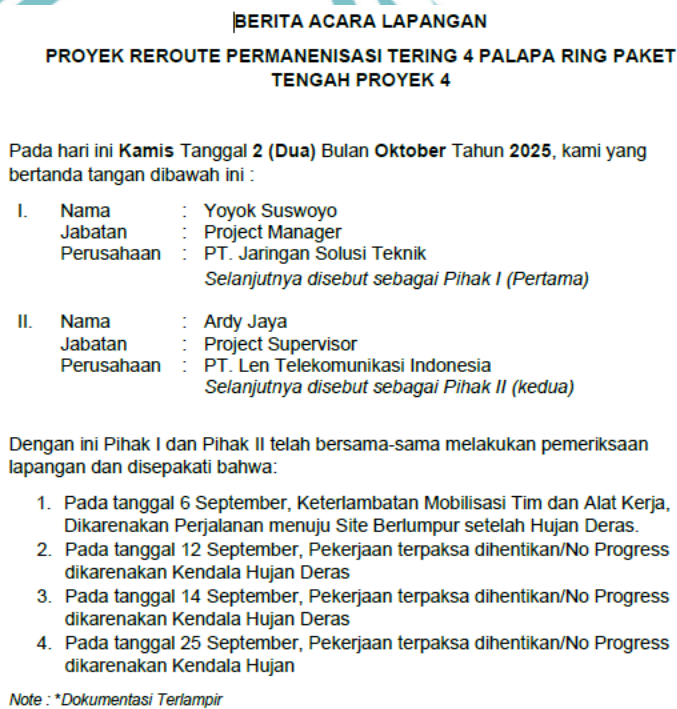 BERITA ACARA LAPANGAN
PROYEK REROUTE PERMANENISASI TERING 4 PALAPA RING PAKET
TENGAH PROYEK 4
Pada hari ini Kamis Tanggal 2 (Dua) Bulan Oktober Tahun 2025, kami yang
bertanda tangan dibawah ini :
I. Nama : Yoyok Suswoyo
Jabatan : Project Manager
Perusahaan : PT. Jaringan Solusi Teknik
Selanjutnya disebut sebagai Pihak I (Pertama)
II. Nama : Ardy Jaya
Jabatan : Project Supervisor
Perusahaan : PT. Len Telekomunikasi Indonesia
Selanjutnya disebut sebagai Pihak II (kedua)
Dengan ini Pihak I dan Pihak II telah bersama-sama melakukan pemeriksaan
lapangan dan disepakati bahwa:
1. Pada tanggal 6 September, Keterlambatan Mobilisasi Tim dan Alat Kerja,
Dikarenakan Perjalanan menuju Site Berlumpur setelah Hujan Deras.
2. Pada tanggal 12 September, Pekerjaan terpaksa dihentikan/No Progress
dikarenakan Kendala Hujan Deras
3. Pada tanggal 14 September, Pekerjaan terpaksa dihentikan/No Progress
dikarenakan Kendala Hujan Deras
4. Pada tanggal 25 September, Pekerjaan terpaksa dihentikan/No Progress
dikarenakan Kendala Hujan
Note : *Dokumentasi Terlampir